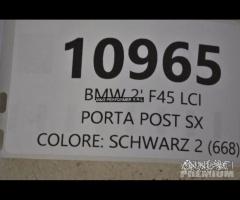 10965
BMW 2' F45 LCI
PORTA POST SX
COLORE: SCHWARZ 2 (668)
PREMIUM